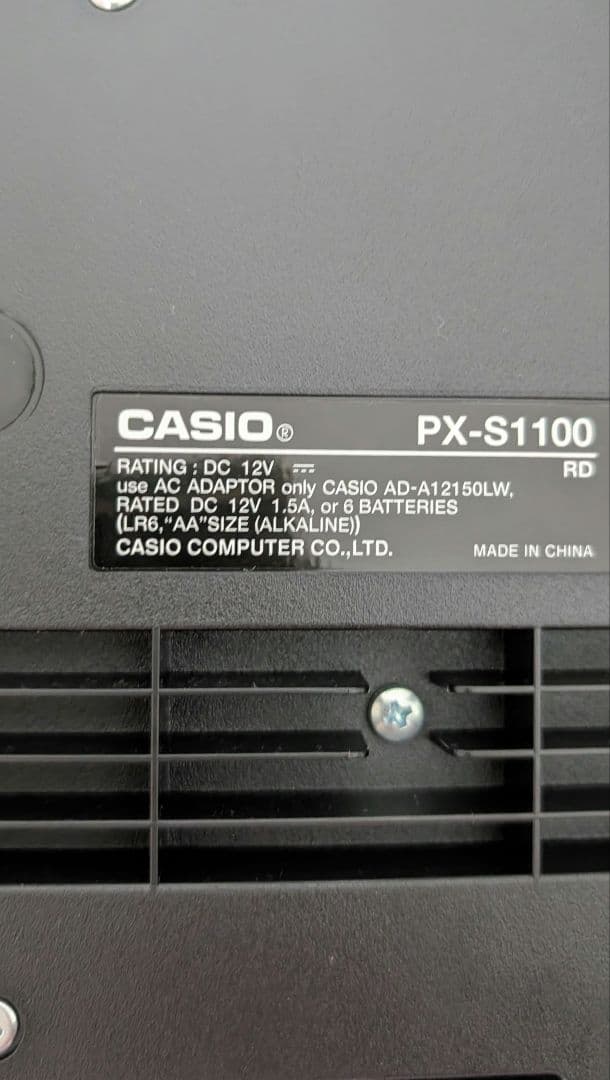 CASIO® PX-S1100
RD
RATING : DC 12V ⎓
use AC ADAPTOR only CASIO AD-A12150LW,
RATED DC 12V 1.5A, or 6 BATTERIES
(LR6,“AA”SIZE (ALKALINE))
CASIO COMPUTER CO.,LTD. MADE IN CHINA